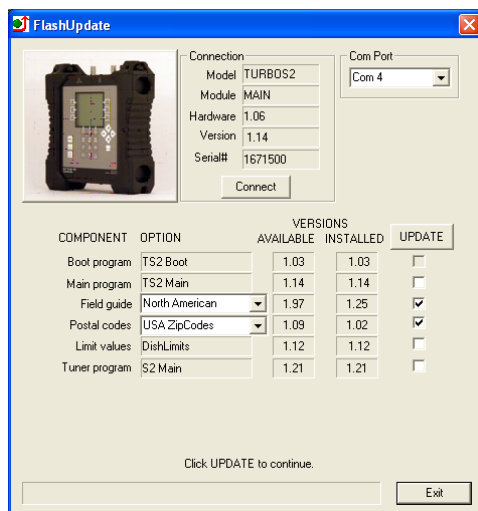 FlashUpdate
Connection
Com Port
Model TURBOS2
Com 4
Module MAIN
Hardware 1.06
Version 1.14
Serial# 1671500
Connect
VERSIONS
COMPONENT OPTION AVAILABLE INSTALLED UPDATE
Boot program TS2 Boot 1.03 1.03
Main program TS2 Main 1.14 1.14
Field guide North American 1.97 1.25
Postal codes USA ZipCodes 1.09 1.02
Limit values DishLimits 1.12 1.12
Tuner program S2 Main 1.21 1.21
Click UPDATE to continue.
Exit